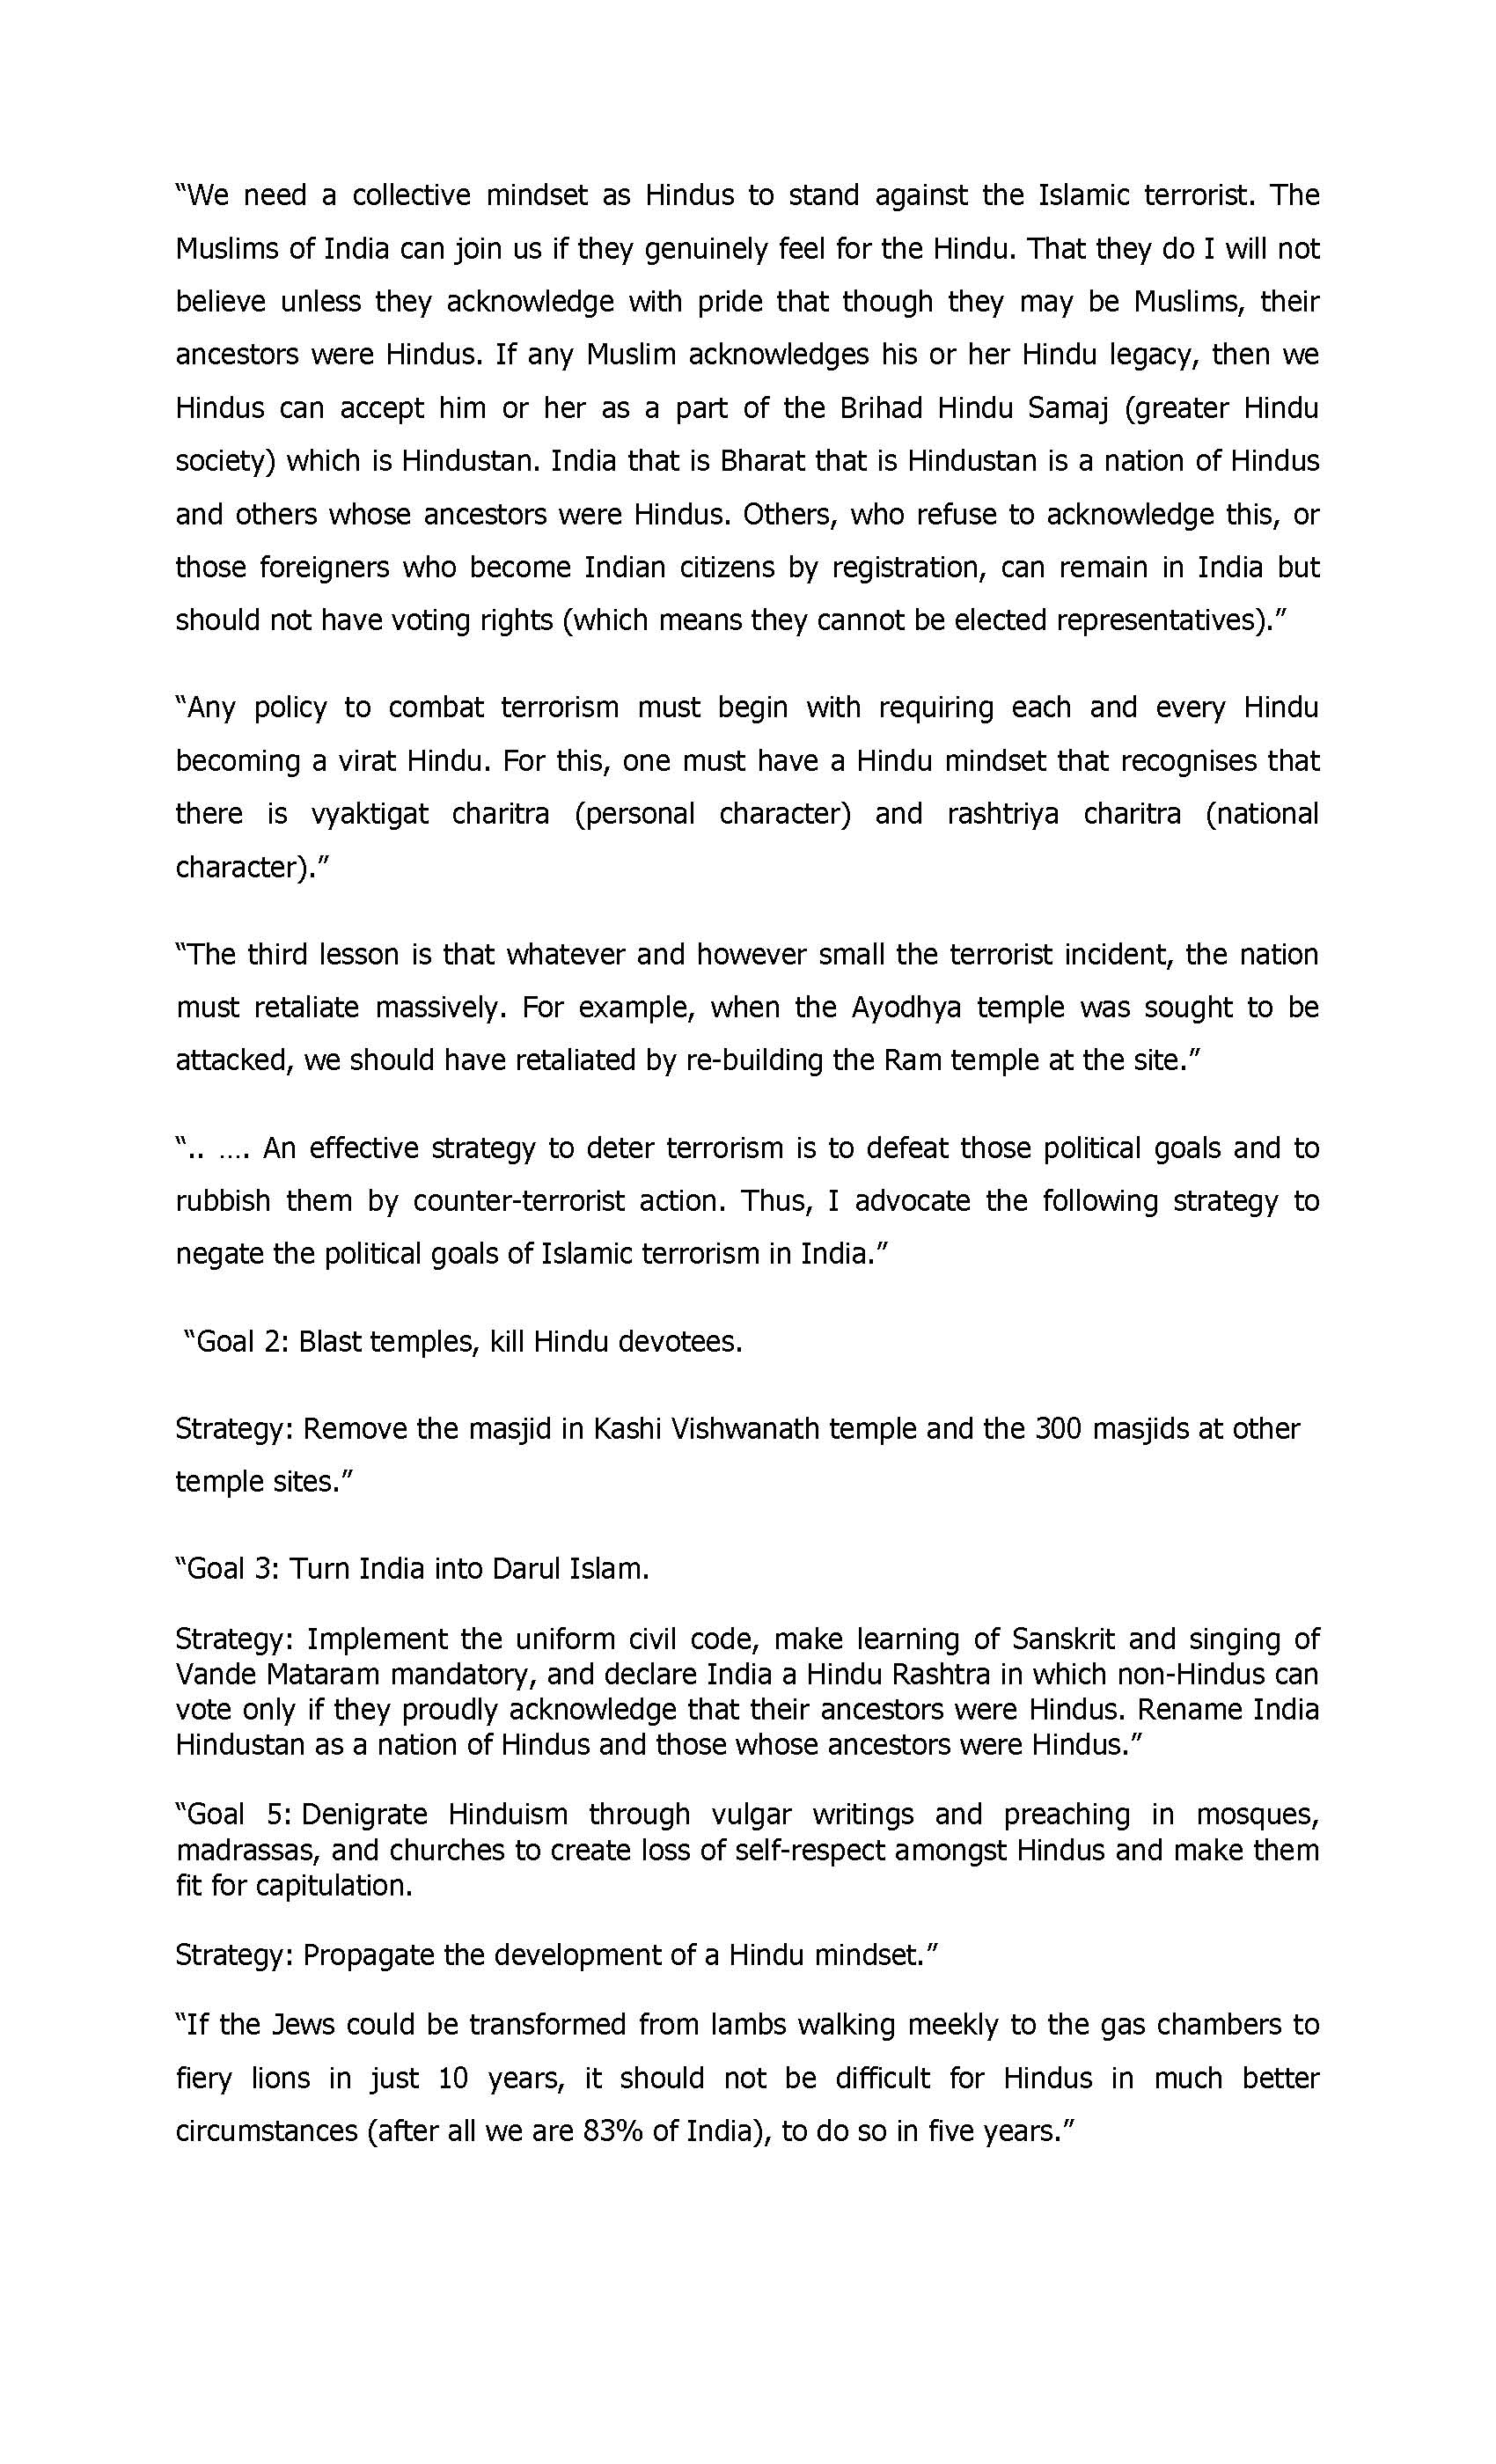 “We need a collective mindset as Hindus to stand against the Islamic terrorist. The
Muslims of India can join us if they genuinely feel for the Hindu. That they do I will not
believe unless they acknowledge with pride that though they may be Muslims, their
ancestors were Hindus. If any Muslim acknowledges his or her Hindu legacy, then we
Hindus can accept him or her as a part of the Brihad Hindu Samaj (greater Hindu
society) which is Hindustan. India that is Bharat that is Hindustan is a nation of Hindus
and others whose ancestors were Hindus. Others, who refuse to acknowledge this, or
those foreigners who become Indian citizens by registration, can remain in India but
should not have voting rights (which means they cannot be elected representatives).”
“Any policy to combat terrorism must begin with requiring each and every Hindu
becoming a virat Hindu. For this, one must have a Hindu mindset that recognises that
there is vyaktigat charitra (personal character) and rashtriya charitra (national
character).”
“The third lesson is that whatever and however small the terrorist incident, the nation
must retaliate massively. For example, when the Ayodhya temple was sought to be
attacked, we should have retaliated by re-building the Ram temple at the site.”
“.. …. An effective strategy to deter terrorism is to defeat those political goals and to
rubbish them by counter-terrorist action. Thus, I advocate the following strategy to
negate the political goals of Islamic terrorism in India.”
“Goal 2: Blast temples, kill Hindu devotees.
Strategy: Remove the masjid in Kashi Vishwanath temple and the 300 masjids at other
temple sites.”
“Goal 3: Turn India into Darul Islam.
Strategy: Implement the uniform civil code, make learning of Sanskrit and singing of
Vande Mataram mandatory, and declare India a Hindu Rashtra in which non-Hindus can
vote only if they proudly acknowledge that their ancestors were Hindus. Rename India
Hindustan as a nation of Hindus and those whose ancestors were Hindus.”
“Goal 5: Denigrate Hinduism through vulgar writings and preaching in mosques,
madrassas, and churches to create loss of self-respect amongst Hindus and make them
fit for capitulation.
Strategy: Propagate the development of a Hindu mindset.”
“If the Jews could be transformed from lambs walking meekly to the gas chambers to
fiery lions in just 10 years, it should not be difficult for Hindus in much better
circumstances (after all we are 83% of India), to do so in five years.”